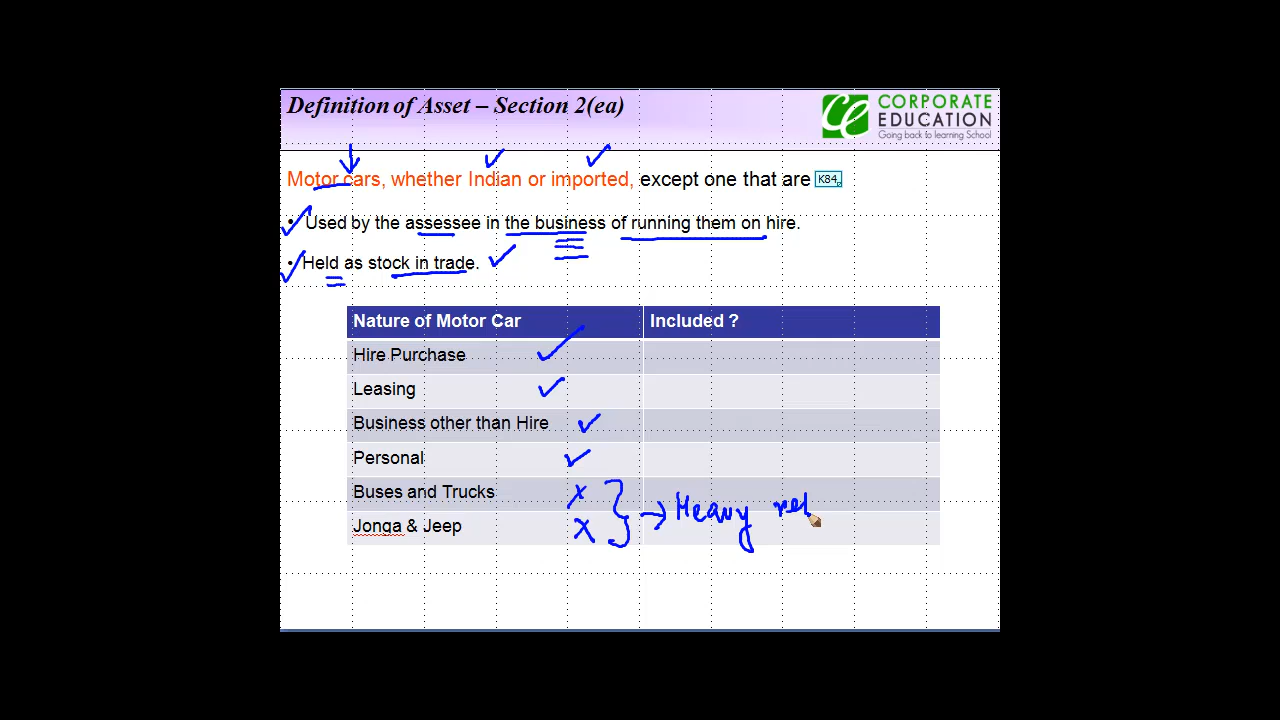 Definition of Asset – Section 2(ea)
CORPORATE
EDUCATION
Going back to learning School
Motor cars, whether Indian or imported, except one that are K84
• Used by the assessee in the business of running them on hire.
• Held as stock in trade.
Nature of Motor Car Included ?
Hire Purchase
Leasing
Business other than Hire
Personal
Buses and Trucks
Jonga & Jeep
Heavy